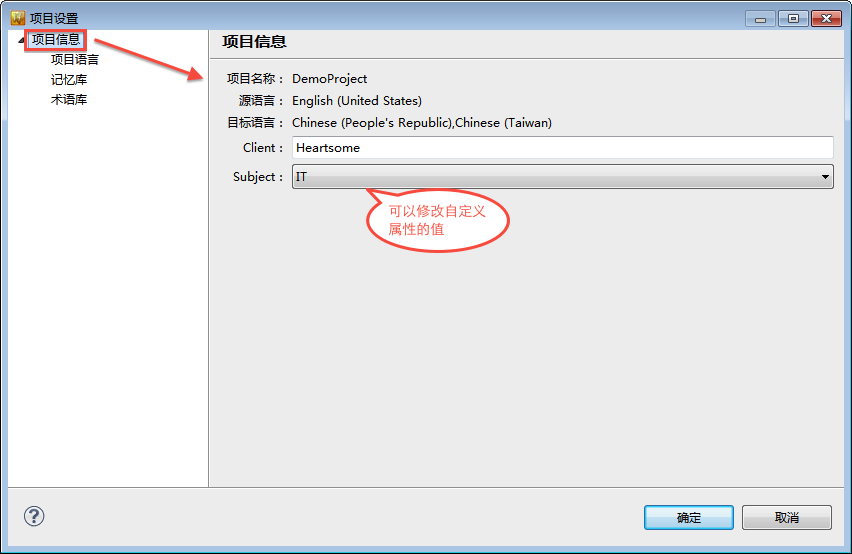 项目设置
项目信息
项目语言
记忆库
术语库
项目信息
项目名称： DemoProject
源语言： English (United States)
目标语言： Chinese (People's Republic),Chinese (Taiwan)
Client： Heartsome
Subject： IT
可以修改自定义
属性的值
?
确定
取消